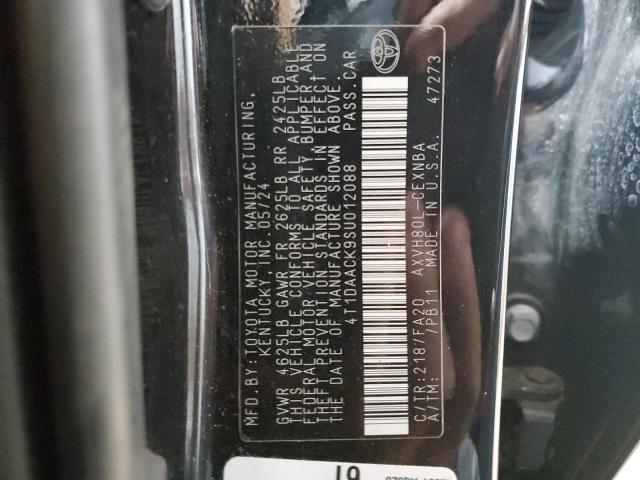 MFD. BY: TOYOTA MOTOR MANUFACTURING,
KENTUCKY, INC 05/24
GVWR 4625LB GAWR FR 2625LB RR 2425LB
THIS VEHICLE CONFORMS TO ALL APPLICABLE
FEDERAL MOTOR VEHICLE SAFETY BUMPER AND
THEFT PREVENTION STANDARDS IN EFFECT ON
THE DATE OF MANUFACTURE SHOWN ABOVE.
4T1DAACK9SU012088 PASS.CAR
C/TR:218/FA20 AXVH80L-CEXNBA
A/TM: /PB11 MADE IN U.S.A. 47273
19